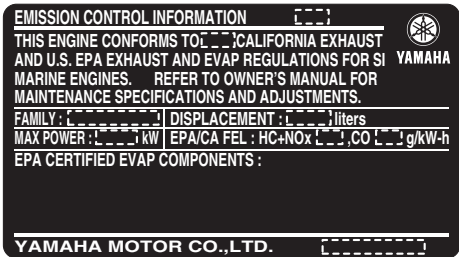 EMISSION CONTROL INFORMATION
THIS ENGINE CONFORMS TO CALIFORNIA EXHAUST
AND U.S. EPA EXHAUST AND EVAP REGULATIONS FOR SI
MARINE ENGINES. REFER TO OWNER'S MANUAL FOR
MAINTENANCE SPECIFICATIONS AND ADJUSTMENTS.
YAMAHA
FAMILY : DISPLACEMENT : liters
MAX POWER : kW EPA/CA FEL : HC+NOx ,CO g/kW-h
EPA CERTIFIED EVAP COMPONENTS :
YAMAHA MOTOR CO.,LTD.